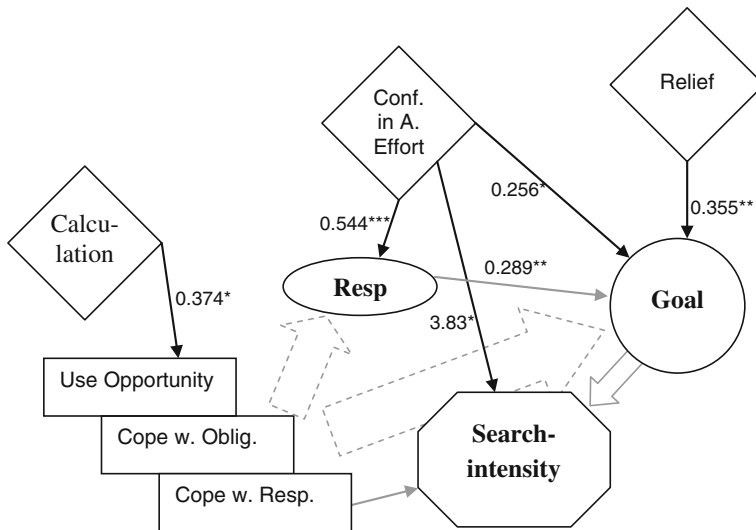 Relief
Conf.
in A.
Effort
0.256*
0.355**
Calcu-
lation
0.544***
0.374*
Resp
0.289**
Goal
3.83*
Use Opportunity
Cope w. Oblig.
Cope w. Resp.
Search-
intensity